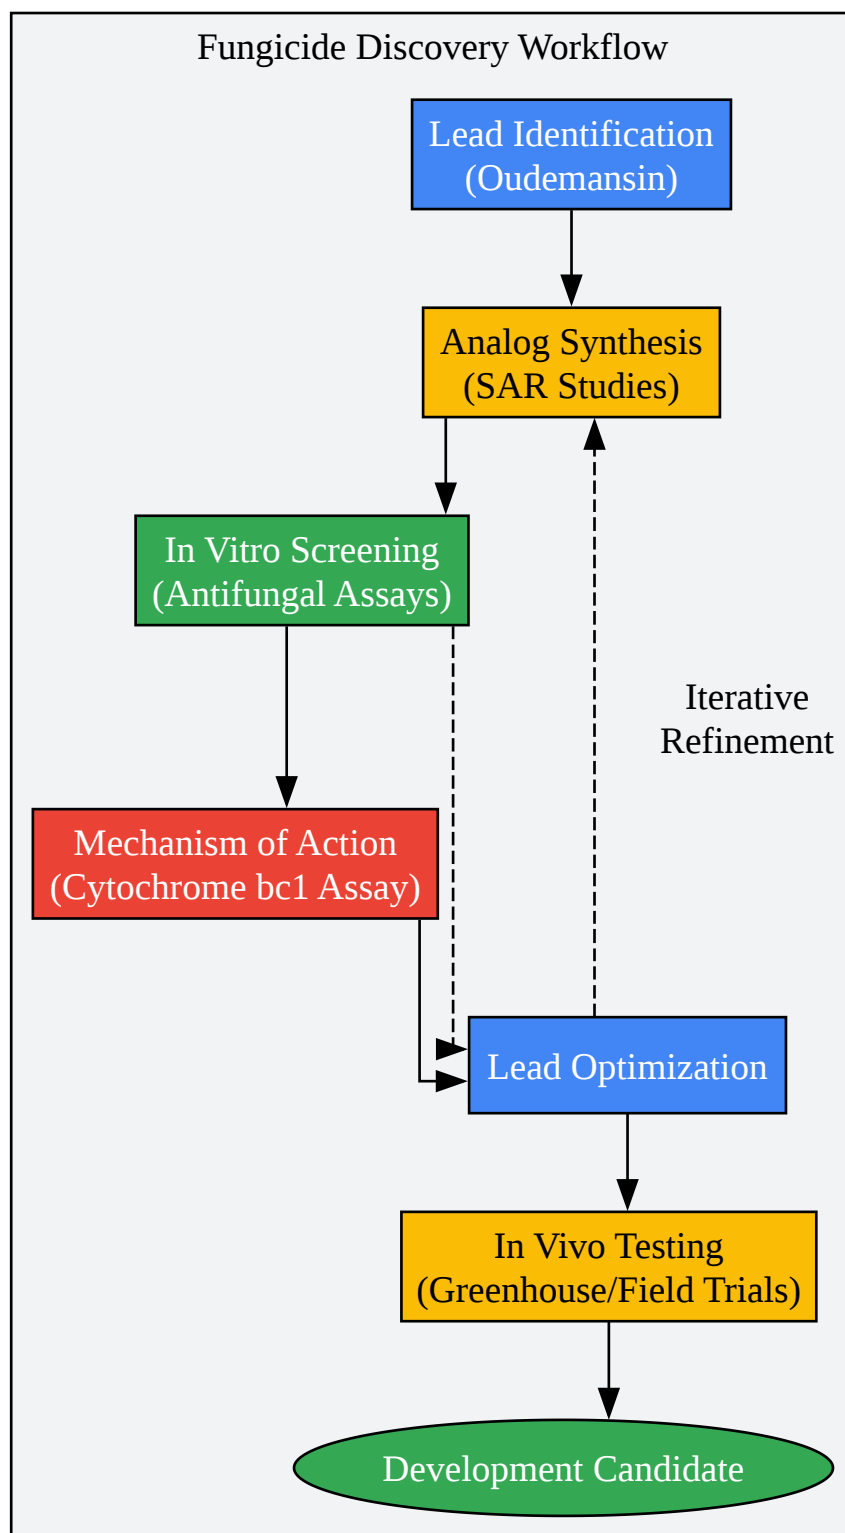 Fungicide Discovery Workflow
Lead Identification
(Oudemansin)
Analog Synthesis
(SAR Studies)
In Vitro Screening
(Antifungal Assays)
Iterative
Refinement
Mechanism of Action
(Cytochrome bc1 Assay)
Lead Optimization
In Vivo Testing
(Greenhouse/Field Trials)
Development Candidate